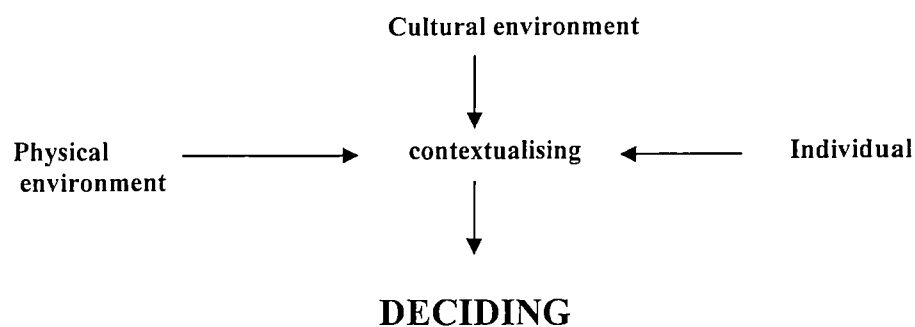 Cultural environment
Physical
environment
contextualising
Individual
DECIDING